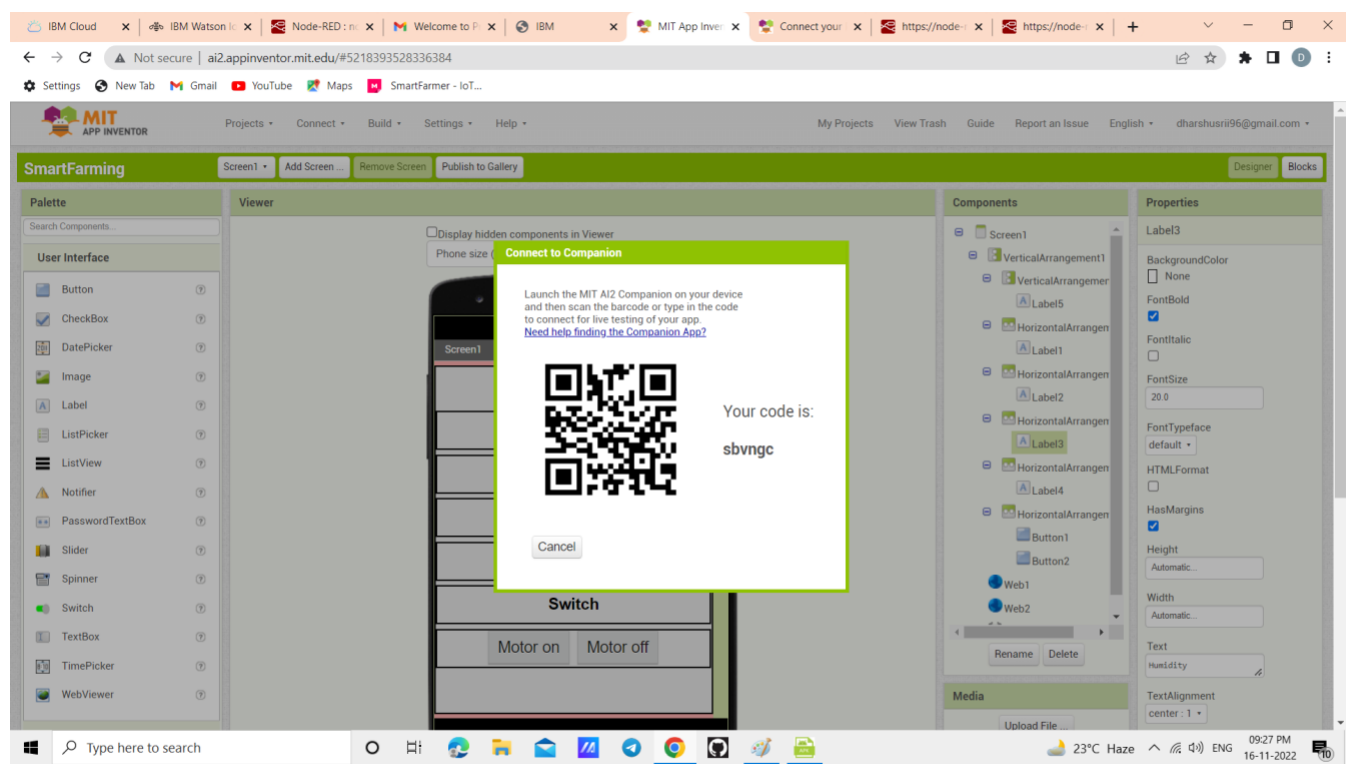 IBM Cloud
IBM Watson Io
Node-RED : no
Welcome to P
IBM
MIT App Inver
Connect your
https://node-
https://node-r
Not secure | ai2.appinventor.mit.edu/#5218393528336384
D
Settings
New Tab
Gmail
YouTube
Maps
SmartFarmer - IoT...
MIT
APP INVENTOR
Projects
Connect
Build
Settings
Help
My Projects
View Trash
Guide
Report an Issue
English
dharshusrii96@gmail.com
SmartFarming
Screen1
Add Screen ...
Remove Screen
Publish to Gallery
Designer
Blocks
Palette
Search Components...
User Interface
Button
CheckBox
DatePicker
Image
Label
ListPicker
ListView
Notifier
PasswordTextBox
Slider
Spinner
Switch
TextBox
TimePicker
WebViewer
Viewer
Display hidden components in Viewer
Phone size (
Screen1
Connect to Companion
Launch the MIT AI2 Companion on your device
and then scan the barcode or type in the code
to connect for live testing of your app.
Need help finding the Companion App?
Your code is:
sbvngc
Cancel
Switch
Motor on
Motor off
Components
Screen1
VerticalArrangement1
VerticalArrangemer
Label5
HorizontalArrangen
Label1
HorizontalArrangen
Label2
HorizontalArrangen
Label3
HorizontalArrangen
Label4
HorizontalArrangen
Button1
Button2
Web1
Web2
Rename
Delete
Media
Upload File ...
Properties
Label3
BackgroundColor
None
FontBold
FontItalic
FontSize
20.0
FontTypeface
default
HTMLFormat
HasMargins
Height
Automatic...
Width
Automatic...
Text
Humidity
TextAlignment
center : 1
Type here to search
23°C Haze
ENG
09:27 PM
16-11-2022
10